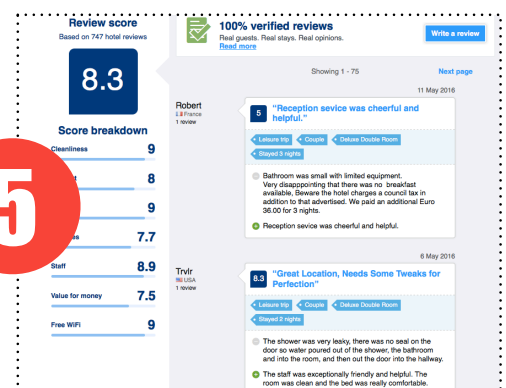 Review score
Based on 747 hotel reviews
8.3
Score breakdown
Cleanliness 9
8
9
7.7
Staff 8.9
Value for money 7.5
Free WiFi 9
5
100% verified reviews
Real guests. Real stays. Real opinions.
Read more
Write a review
Showing 1 - 75
Next page
11 May 2016
Robert
France
1 review
5
"Reception sevice was cheerful and
helpful."
Leisure trip
Couple
Deluxe Double Room
Stayed 3 nights
Bathroom was small with limited equipment.
Very disapppointing that there was no breakfast
available, Beware the hotel charges a council tax in
addition to that advertised. We paid an additional Euro
36.00 for 3 nights.
Reception sevice was cheerful and helpful.
6 May 2016
Trvlr
USA
1 review
8.3
"Great Location, Needs Some Tweaks for
Perfection"
Leisure trip
Couple
Deluxe Double Room
Stayed 2 nights
The shower was very leaky, there was no seal on the
door so water poured out of the shower, the bathroom
and into the room, and then out the door into the hallway.
The staff was exceptionally friendly and helpful. The
room was clean and the bed was really comfortable.